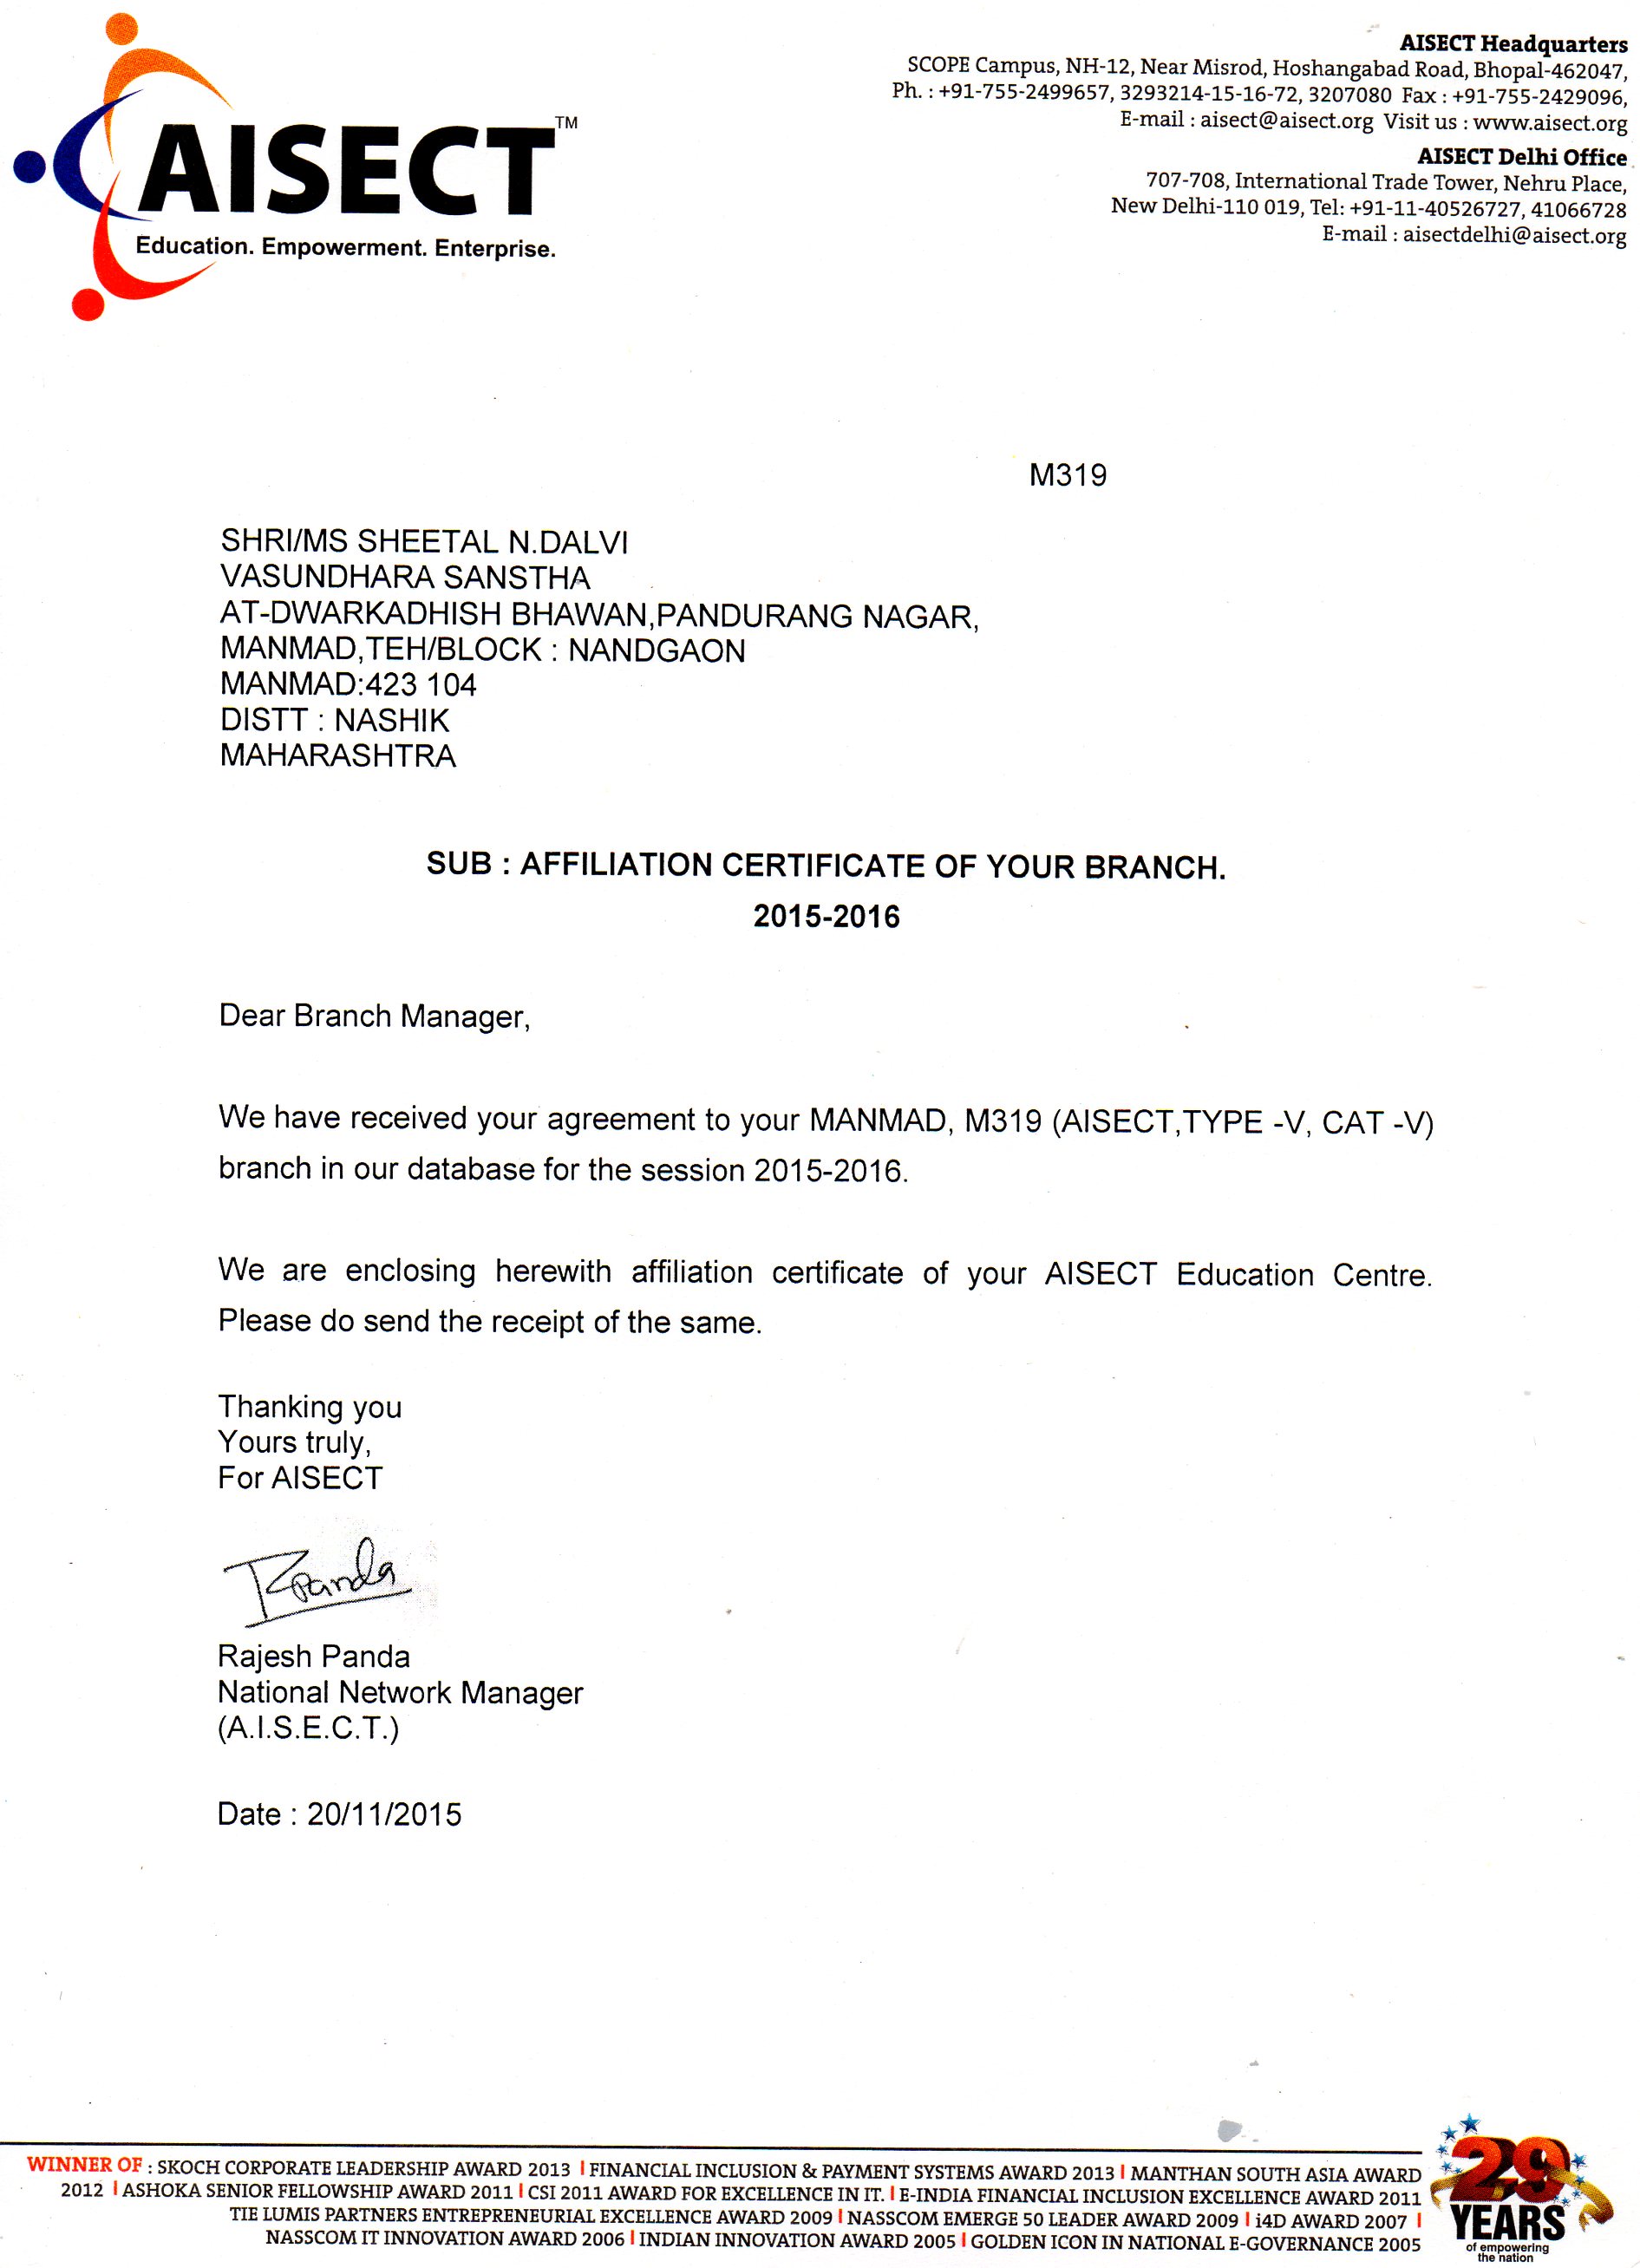 AISECT™
Education. Empowerment. Enterprise.
AISECT Headquarters
SCOPE Campus, NH-12, Near Misrod, Hoshangabad Road, Bhopal-462047,
Ph. : +91-755-2499657, 3293214-15-16-72, 3207080 Fax : +91-755-2429096,
E-mail : aisect@aisect.org Visit us : www.aisect.org
AISECT Delhi Office
707-708, International Trade Tower, Nehru Place,
New Delhi-110 019, Tel: +91-11-40526727, 41066728
E-mail : aisectdelhi@aisect.org
M319
SHRI/MS SHEETAL N.DALVI
VASUNDHARA SANSTHA
AT-DWARKADHISH BHAWAN,PANDURANG NAGAR,
MANMAD,TEH/BLOCK : NANDGAON
MANMAD:423 104
DISTT : NASHIK
MAHARASHTRA
SUB : AFFILIATION CERTIFICATE OF YOUR BRANCH.
2015-2016
Dear Branch Manager,
We have received your agreement to your MANMAD, M319 (AISECT,TYPE -V, CAT -V)
branch in our database for the session 2015-2016.
We are enclosing herewith affiliation certificate of your AISECT Education Centre.
Please do send the receipt of the same.
Thanking you
Yours truly,
For AISECT
RPanda
Rajesh Panda
National Network Manager
(A.I.S.E.C.T.)
Date : 20/11/2015
WINNER OF : SKOCH CORPORATE LEADERSHIP AWARD 2013 | FINANCIAL INCLUSION & PAYMENT SYSTEMS AWARD 2013 | MANTHAN SOUTH ASIA AWARD
2012 | ASHOKA SENIOR FELLOWSHIP AWARD 2011 | CSI 2011 AWARD FOR EXCELLENCE IN IT. | E-INDIA FINANCIAL INCLUSION EXCELLENCE AWARD 2011
TIE LUMIS PARTNERS ENTREPRENEURIAL EXCELLENCE AWARD 2009 | NASSCOM EMERGE 50 LEADER AWARD 2009 | i4D AWARD 2007 |
NASSCOM IT INNOVATION AWARD 2006 | INDIAN INNOVATION AWARD 2005 | GOLDEN ICON IN NATIONAL E-GOVERNANCE 2005
29
YEARS
of empowering
the nation